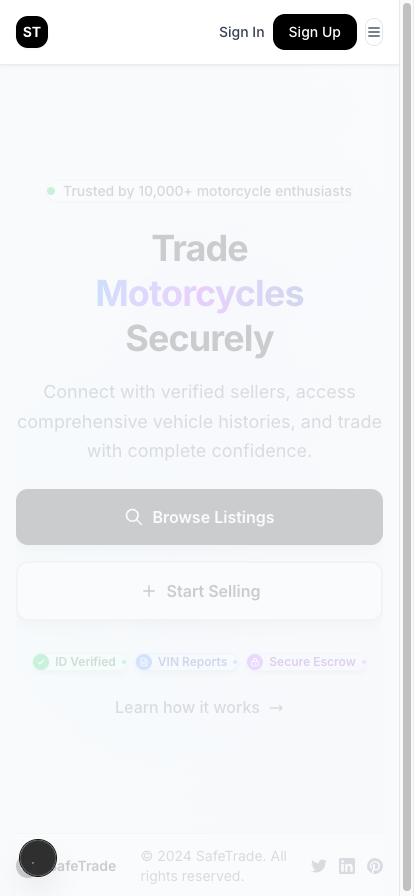 ST
Sign In
Sign Up
Trusted by 10,000+ motorcycle enthusiasts
Trade
Motorcycles
Securely
Connect with verified sellers, access
comprehensive vehicle histories, and trade
with complete confidence.
Browse Listings
Start Selling
ID Verified
VIN Reports
Secure Escrow
Learn how it works →
afeTrade
© 2024 SafeTrade. All
rights reserved.